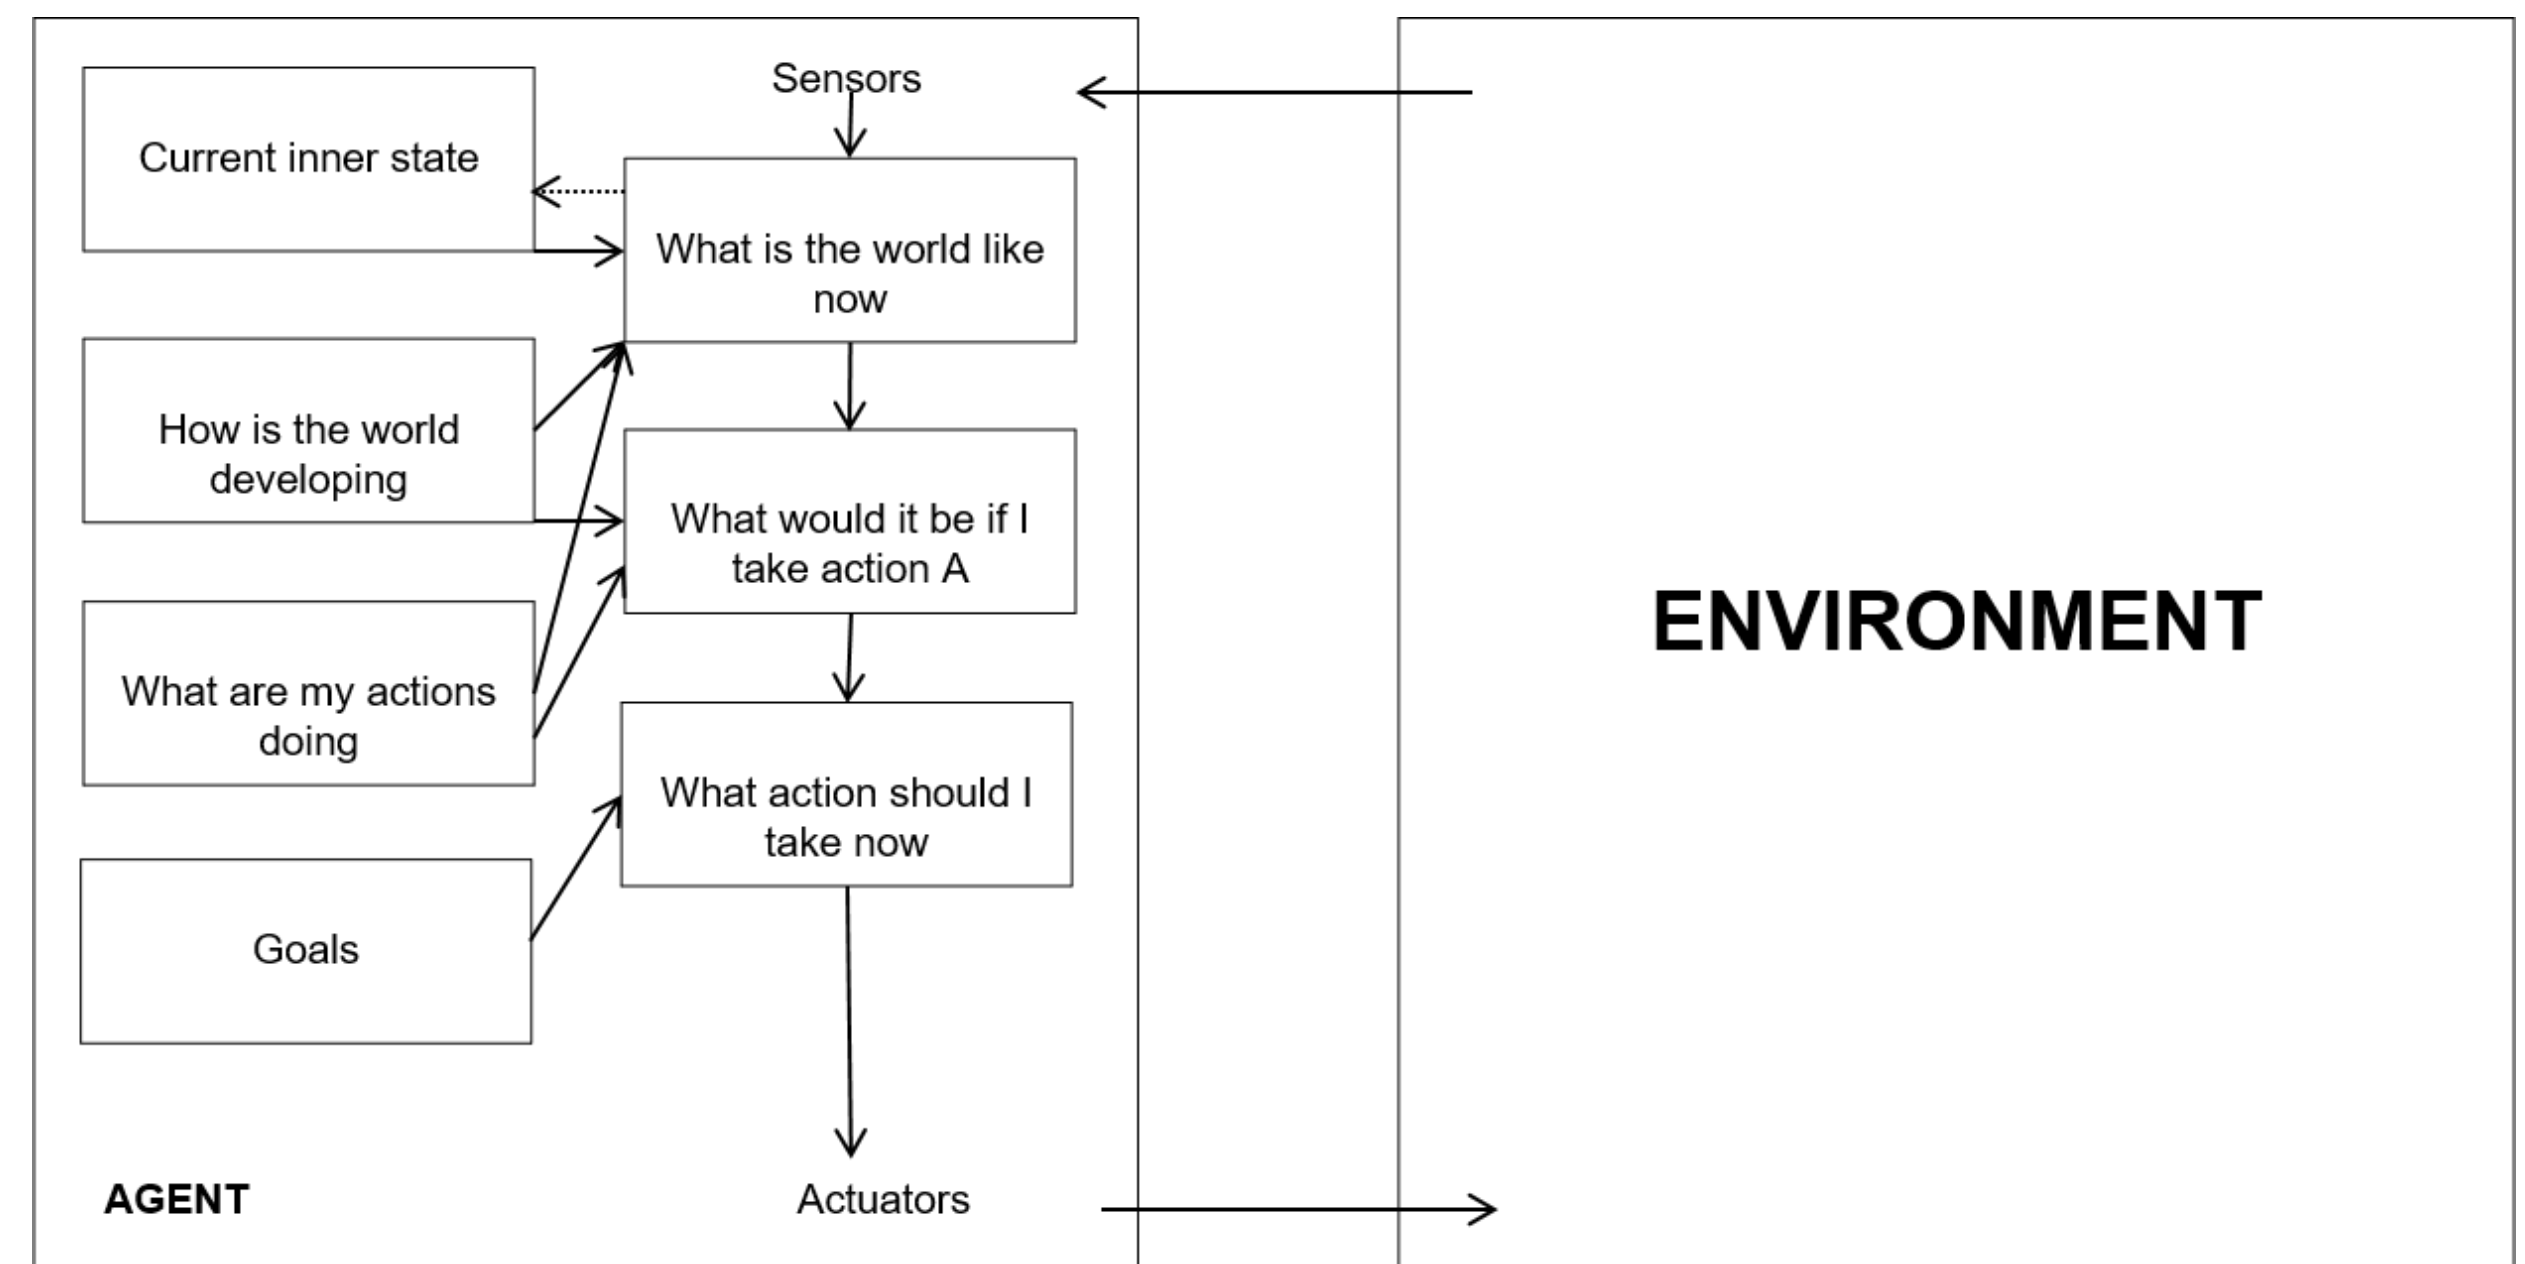 Sensors
Current inner state
What is the world like
now
How is the world
developing
What would it be if I
take action A
What are my actions
doing
What action should I
take now
Goals
ENVIRONMENT
AGENT
Actuators